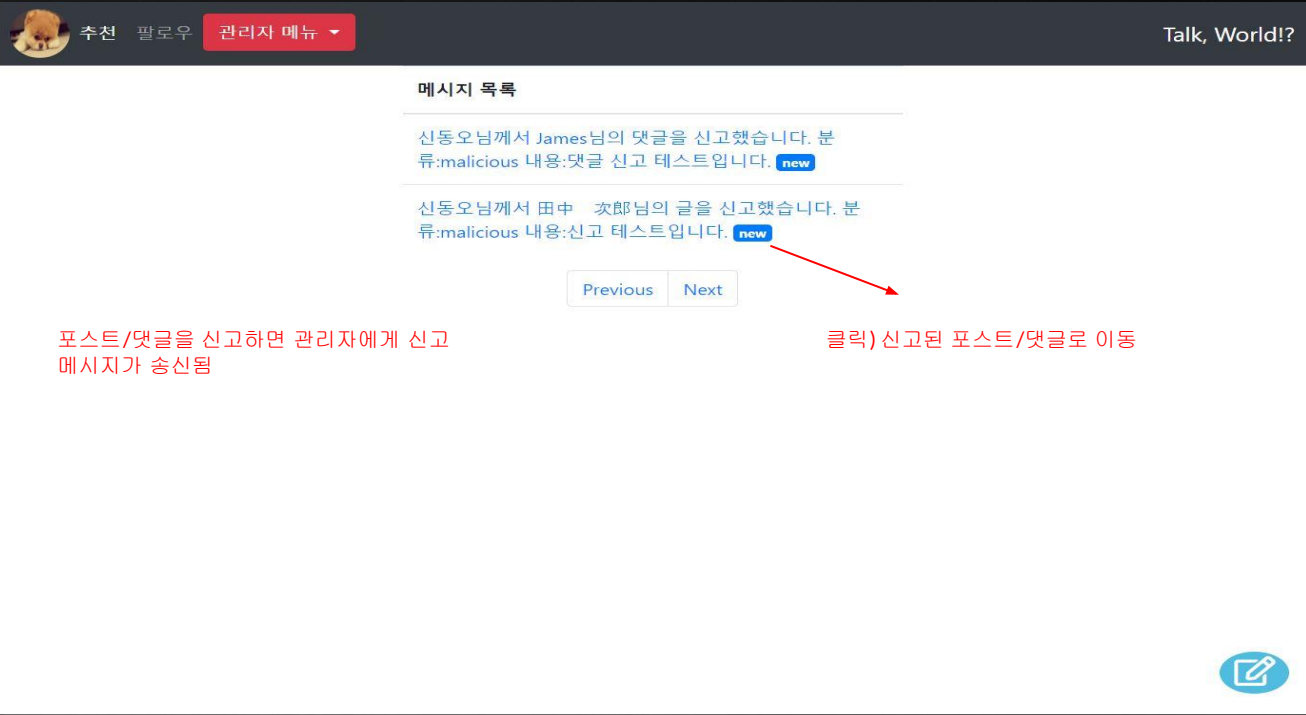 추천 팔로우 관리자 메뉴 Talk, World!?
메시지 목록
신동오님께서 James님의 댓글을 신고했습니다. 분
류:malicious 내용:댓글 신고 테스트입니다. new
신동오님께서 田中　次郎님의 글을 신고했습니다. 분
류:malicious 내용:신고 테스트입니다. new
Previous Next
포스트/댓글을 신고하면 관리자에게 신고
메시지가 송신됨
클릭) 신고된 포스트/댓글로 이동